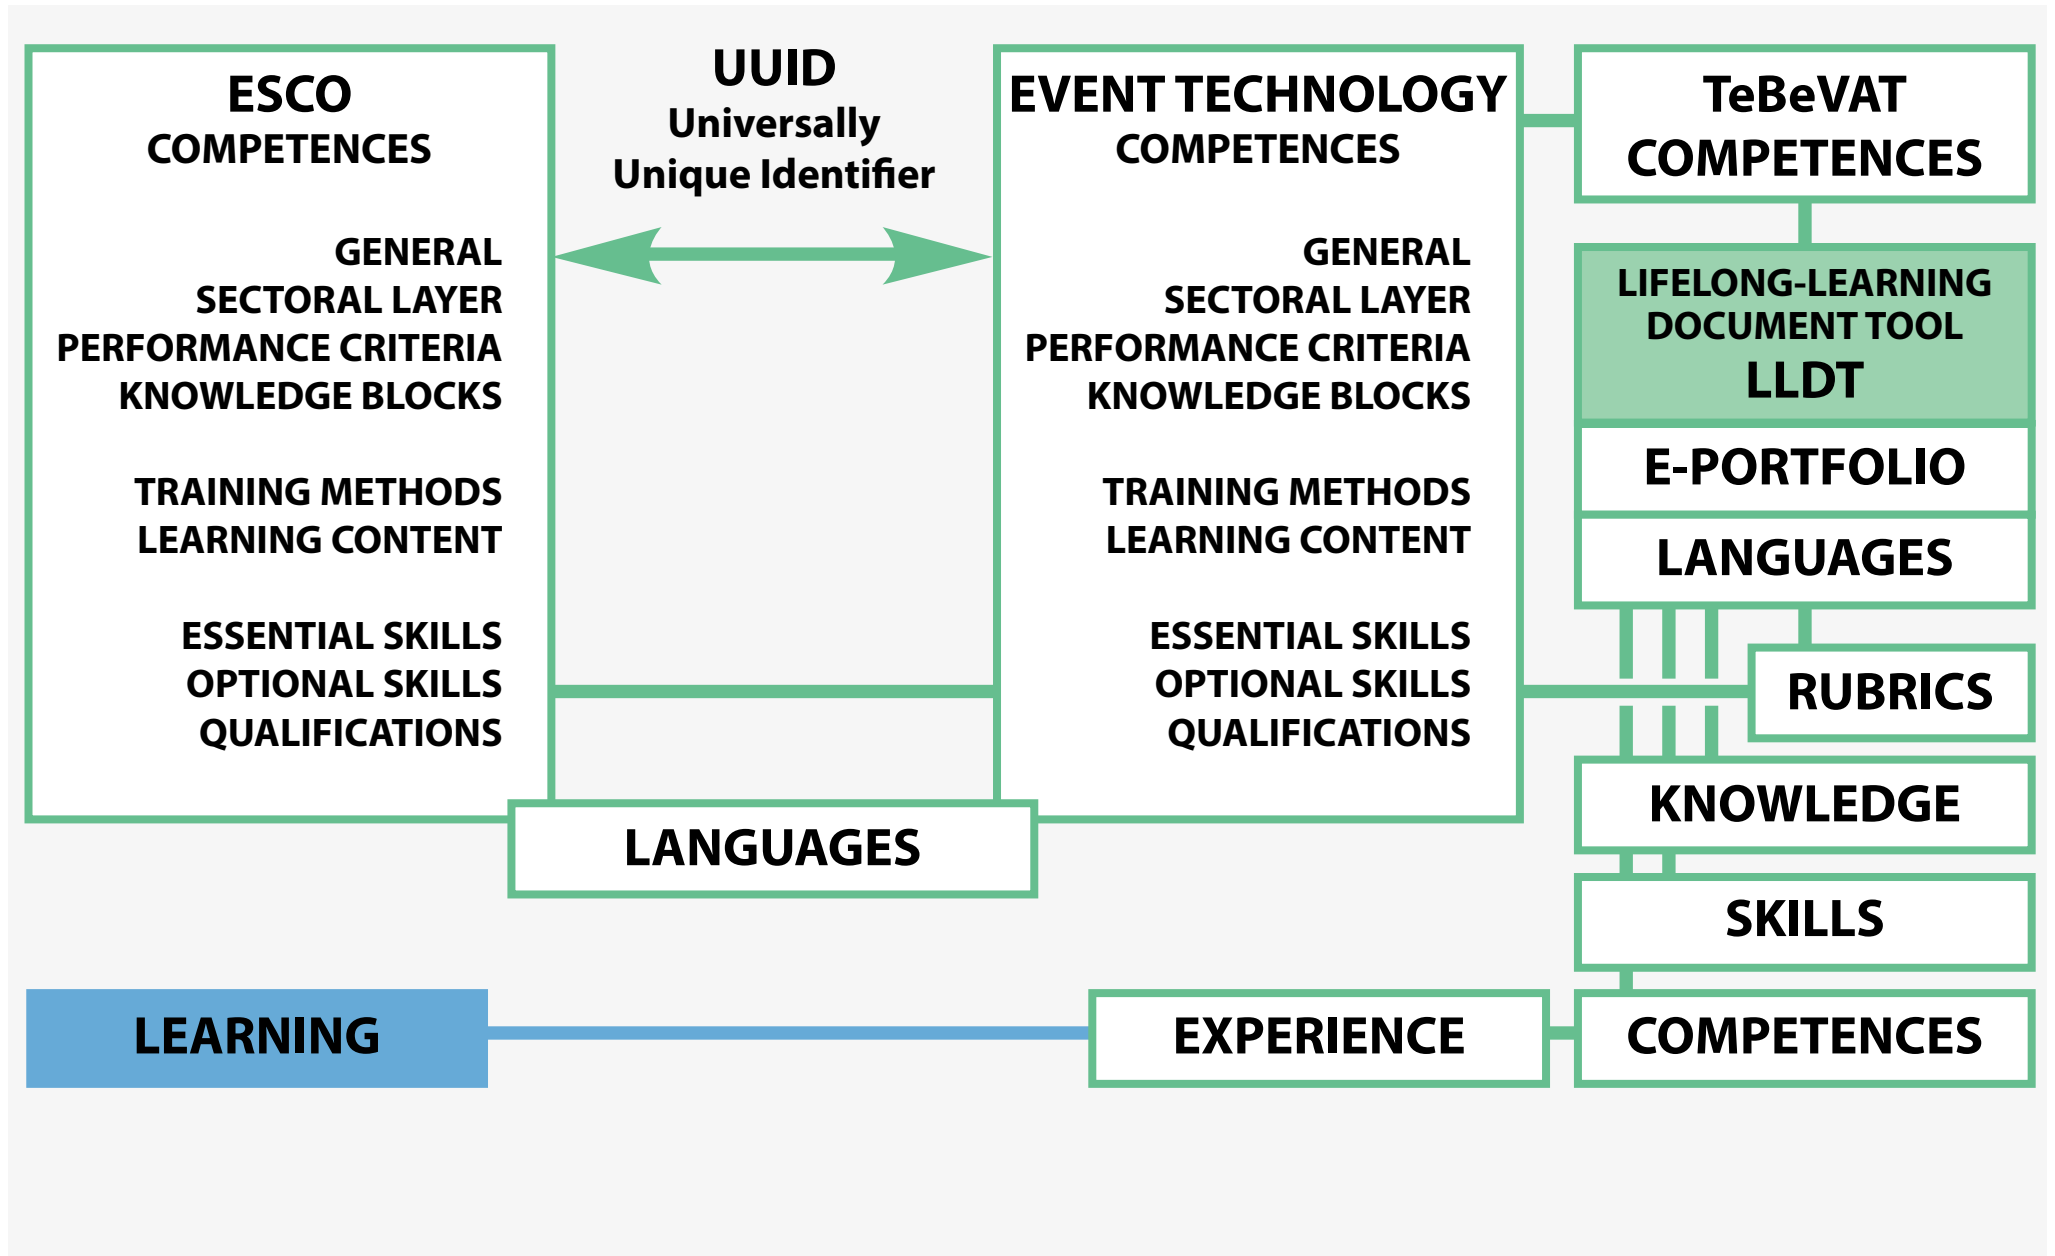 ESCO
COMPETENCES
GENERAL
SECTORAL LAYER
PERFORMANCE CRITERIA
KNOWLEDGE BLOCKS
TRAINING METHODS
LEARNING CONTENT
ESSENTIAL SKILLS
OPTIONAL SKILLS
QUALIFICATIONS
UUID
Universally
Unique Identifier
EVENT TECHNOLOGY
COMPETENCES
GENERAL
SECTORAL LAYER
PERFORMANCE CRITERIA
KNOWLEDGE BLOCKS
TRAINING METHODS
LEARNING CONTENT
ESSENTIAL SKILLS
OPTIONAL SKILLS
QUALIFICATIONS
LANGUAGES
TeBeVAT
COMPETENCES
LIFELONG-LEARNING
DOCUMENT TOOL
LLDT
E-PORTFOLIO
LANGUAGES
RUBRICS
KNOWLEDGE
SKILLS
LEARNING
EXPERIENCE
COMPETENCES